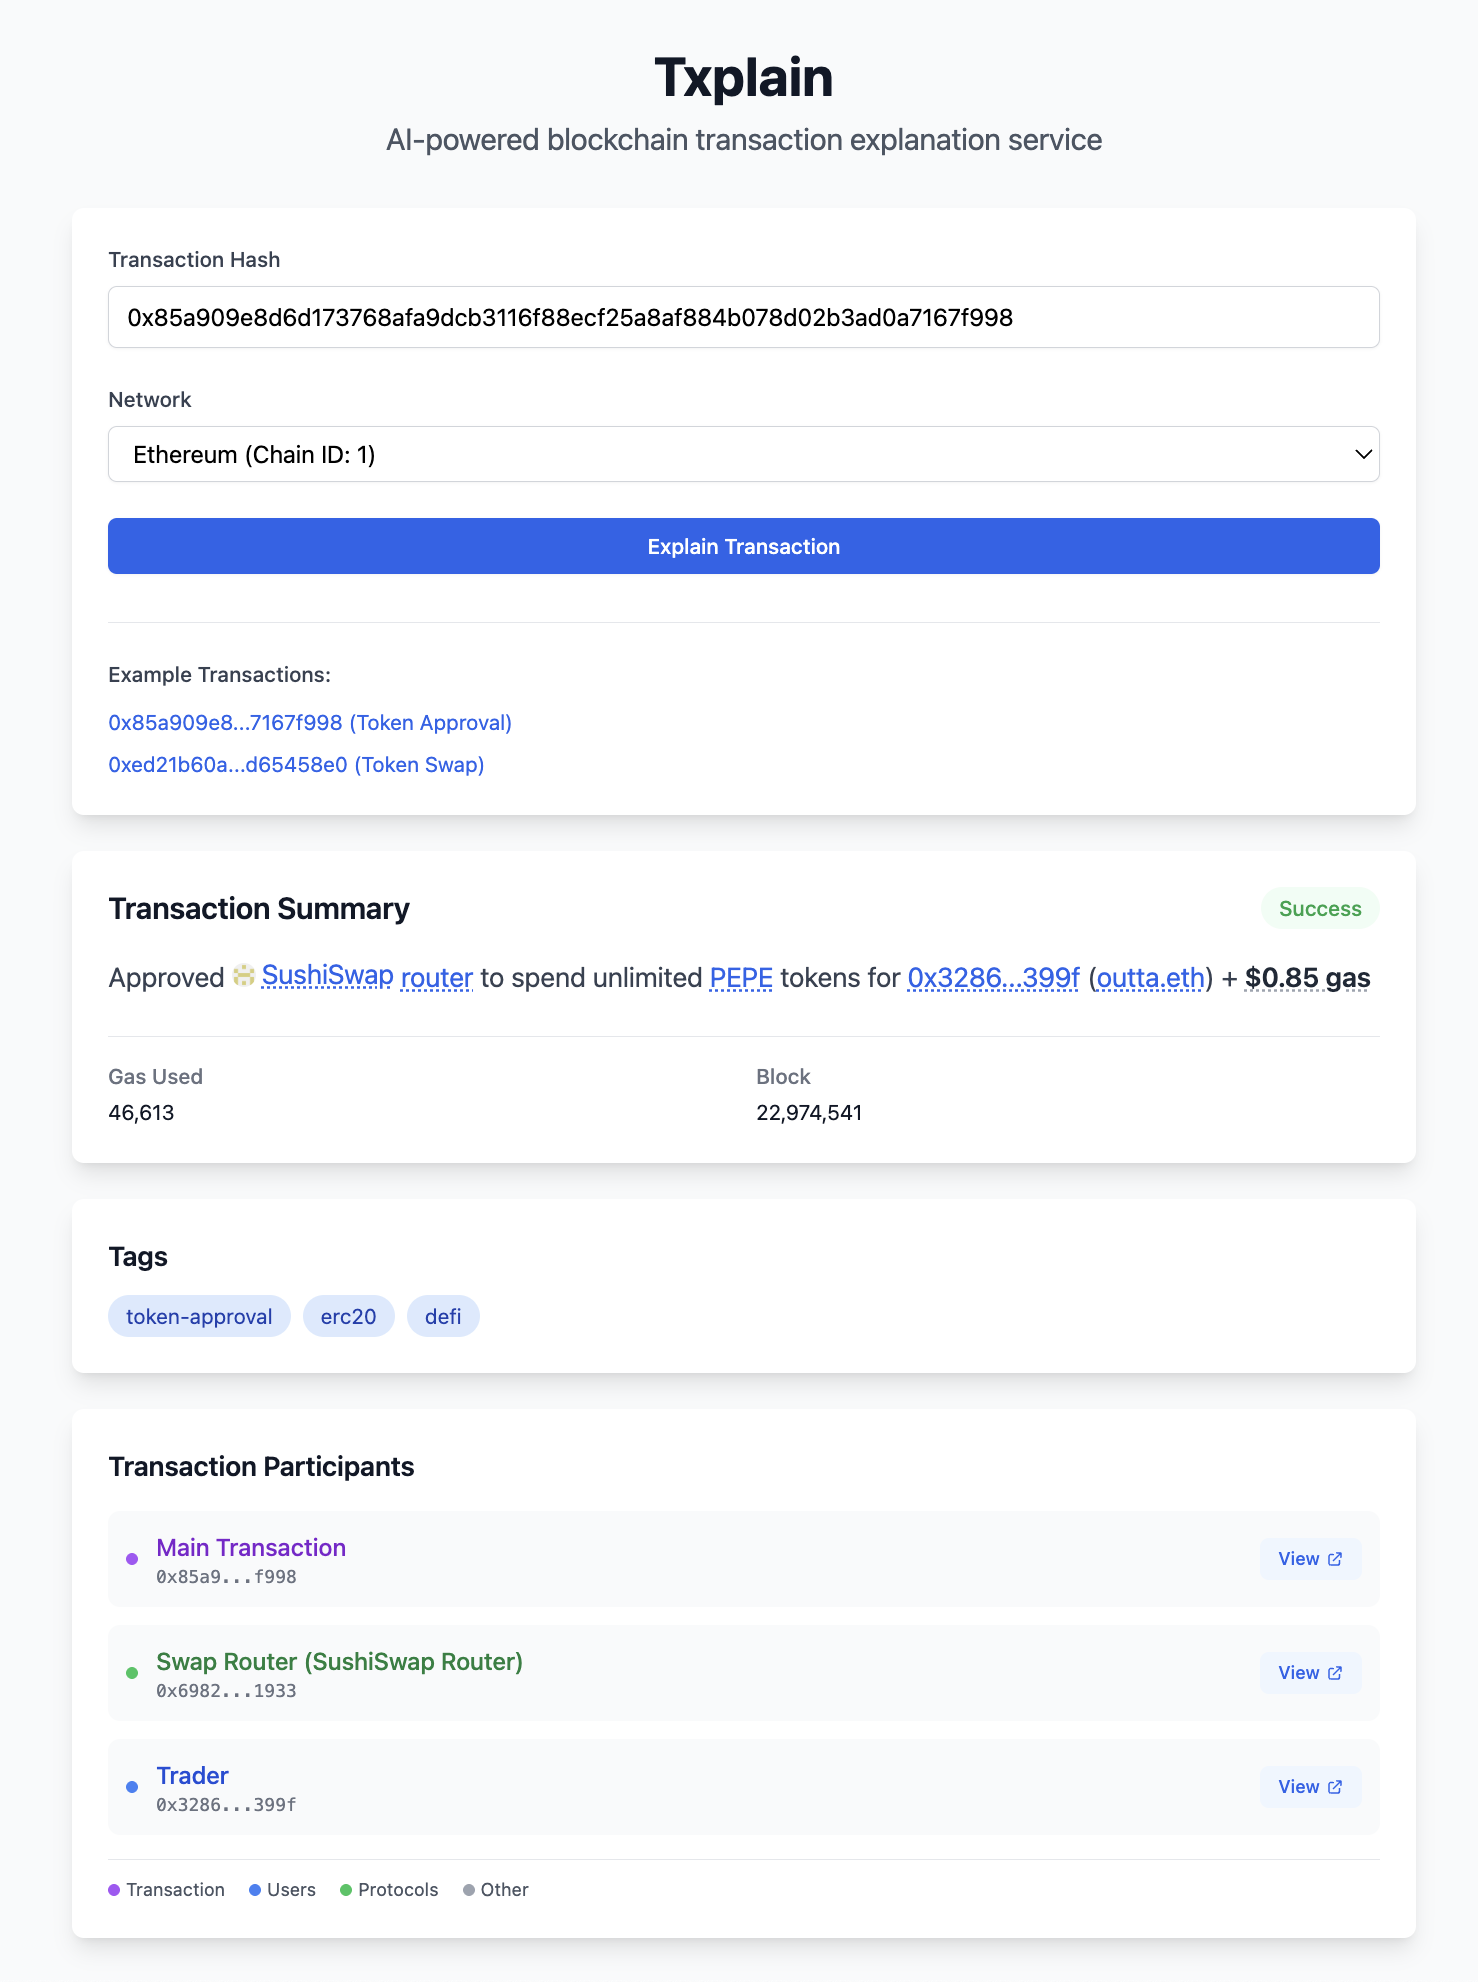 Txplain
AI-powered blockchain transaction explanation service
Transaction Hash
0x85a909e8d6d173768afa9dcb3116f88ecf25a8af884b078d02b3ad0a7167f998
Network
Ethereum (Chain ID: 1)
Explain Transaction
Example Transactions:
0x85a909e8...7167f998 (Token Approval)
0xed21b60a...d65458e0 (Token Swap)
Transaction Summary
Success
Approved SushiSwap router to spend unlimited PEPE tokens for 0x3286...399f (outta.eth) + $0.85 gas
Gas Used
Block
46,613
22,974,541
Tags
token-approval erc20 defi
Transaction Participants
Main Transaction
0x85a9...f998
View
Swap Router (SushiSwap Router)
0x6982...1933
View
Trader
0x3286...399f
View
Transaction Users Protocols Other